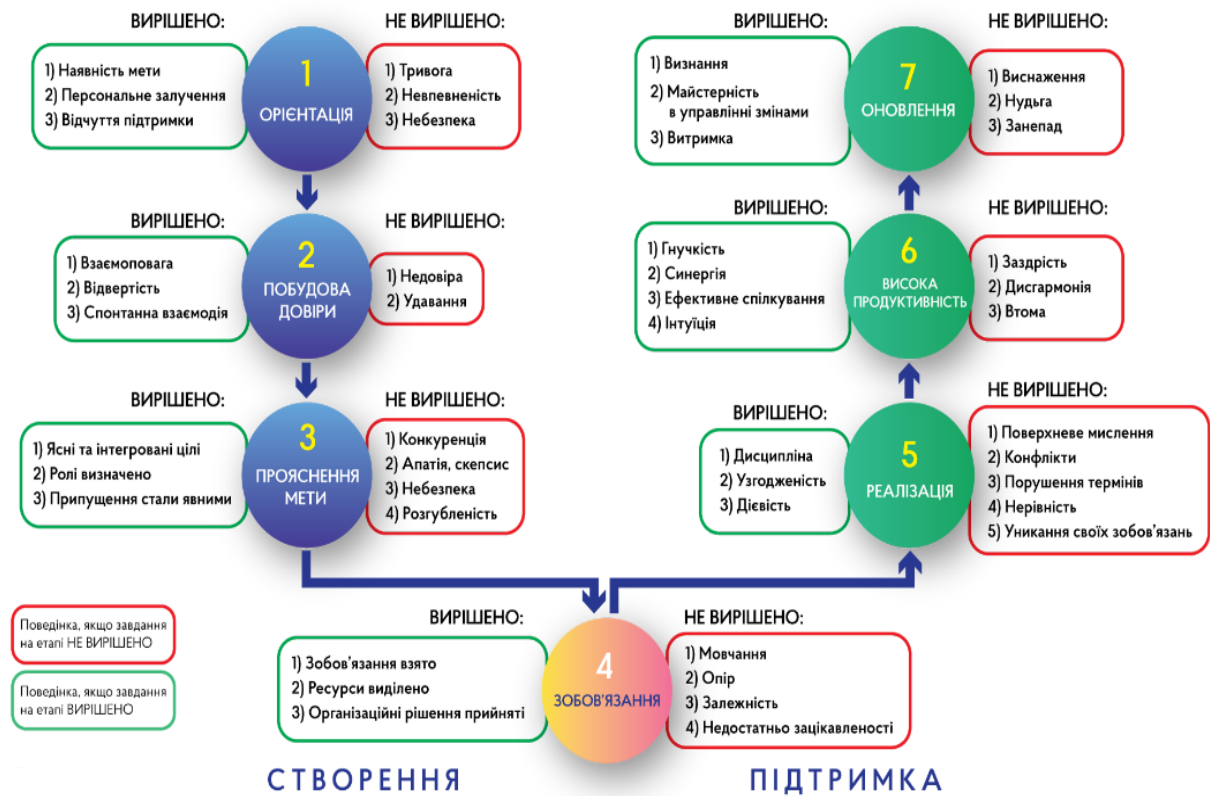 ВИРІШЕНО:
НЕ ВИРІШЕНО:
1) Наявність мети
2) Персональне залучення
3) Відчуття підтримки
1
ОРІЄНТАЦІЯ
1) Тривога
2) Невпевненість
3) Небезпека
ВИРІШЕНО:
НЕ ВИРІШЕНО:
1) Взаємоповага
2) Відвертість
3) Спонтанна взаємодія
2
ПОБУДОВА
ДОВІРИ
1) Недовіра
2) Удавання
ВИРІШЕНО:
НЕ ВИРІШЕНО:
1) Ясні та інтегровані цілі
2) Ролі визначено
3) Припущення стали явними
3
ПРОЯСНЕННЯ
МЕТИ
1) Конкуренція
2) Апатія, скепсис
3) Небезпека
4) Розгубленість
ВИРІШЕНО:
НЕ ВИРІШЕНО:
1) Зобов’язання взято
2) Ресурси виділено
3) Організаційні рішення прийняті
4
ЗОБОВ’ЯЗАННЯ
1) Мовчання
2) Опір
3) Залежність
4) Недостатньо зацікавленості
ВИРІШЕНО:
НЕ ВИРІШЕНО:
1) Дисципліна
2) Узгодженість
3) Дієвість
5
РЕАЛІЗАЦІЯ
1) Поверхневе мислення
2) Конфлікти
3) Порушення термінів
4) Нерівність
5) Уникання своїх зобов’язань
ВИРІШЕНО:
НЕ ВИРІШЕНО:
1) Гнучкість
2) Синергія
3) Ефективне спілкування
4) Інтуїція
6
ВИСОКА
ПРОДУКТИВНІСТЬ
1) Заздрість
2) Дисгармонія
3) Втома
ВИРІШЕНО:
НЕ ВИРІШЕНО:
1) Визнання
2) Майстерність
в управлінні змінами
3) Витримка
7
ОНОВЛЕННЯ
1) Виснаження
2) Нудьга
3) Занепад
Поведінка, якщо завдання
на етапі НЕ ВИРІШЕНО
Поведінка, якщо завдання
на етапі ВИРІШЕНО
СТВОРЕННЯ
ПІДТРИМКА